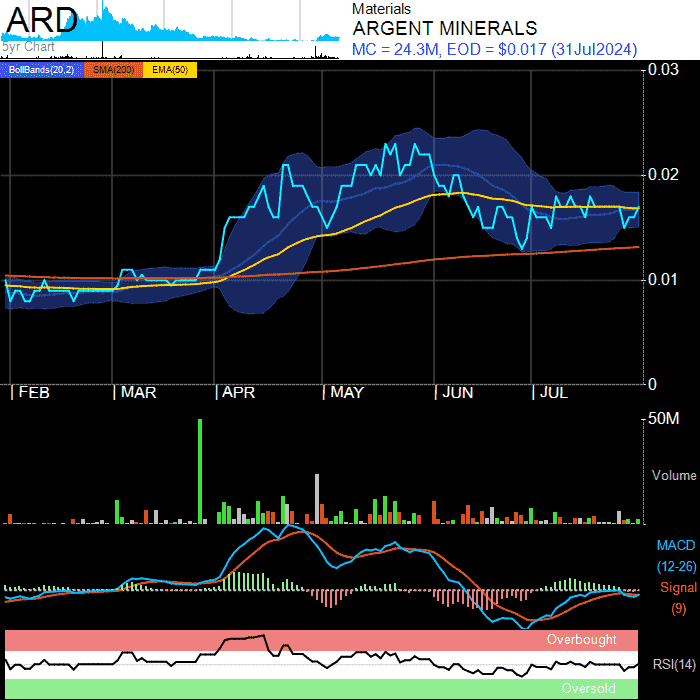 ARD
5yr Chart
Materials
ARGENT MINERALS
MC = 24.3M, EOD = $0.017 (31Jul2024)
BollBands(20,2) SMA(200) EMA(50)
0.03
0.02
0.01
0
FEB MAR APR MAY JUN JUL
50M
Volume
MACD
(12-26)
Signal
(9)
Overbought
RSI(14)
Oversold